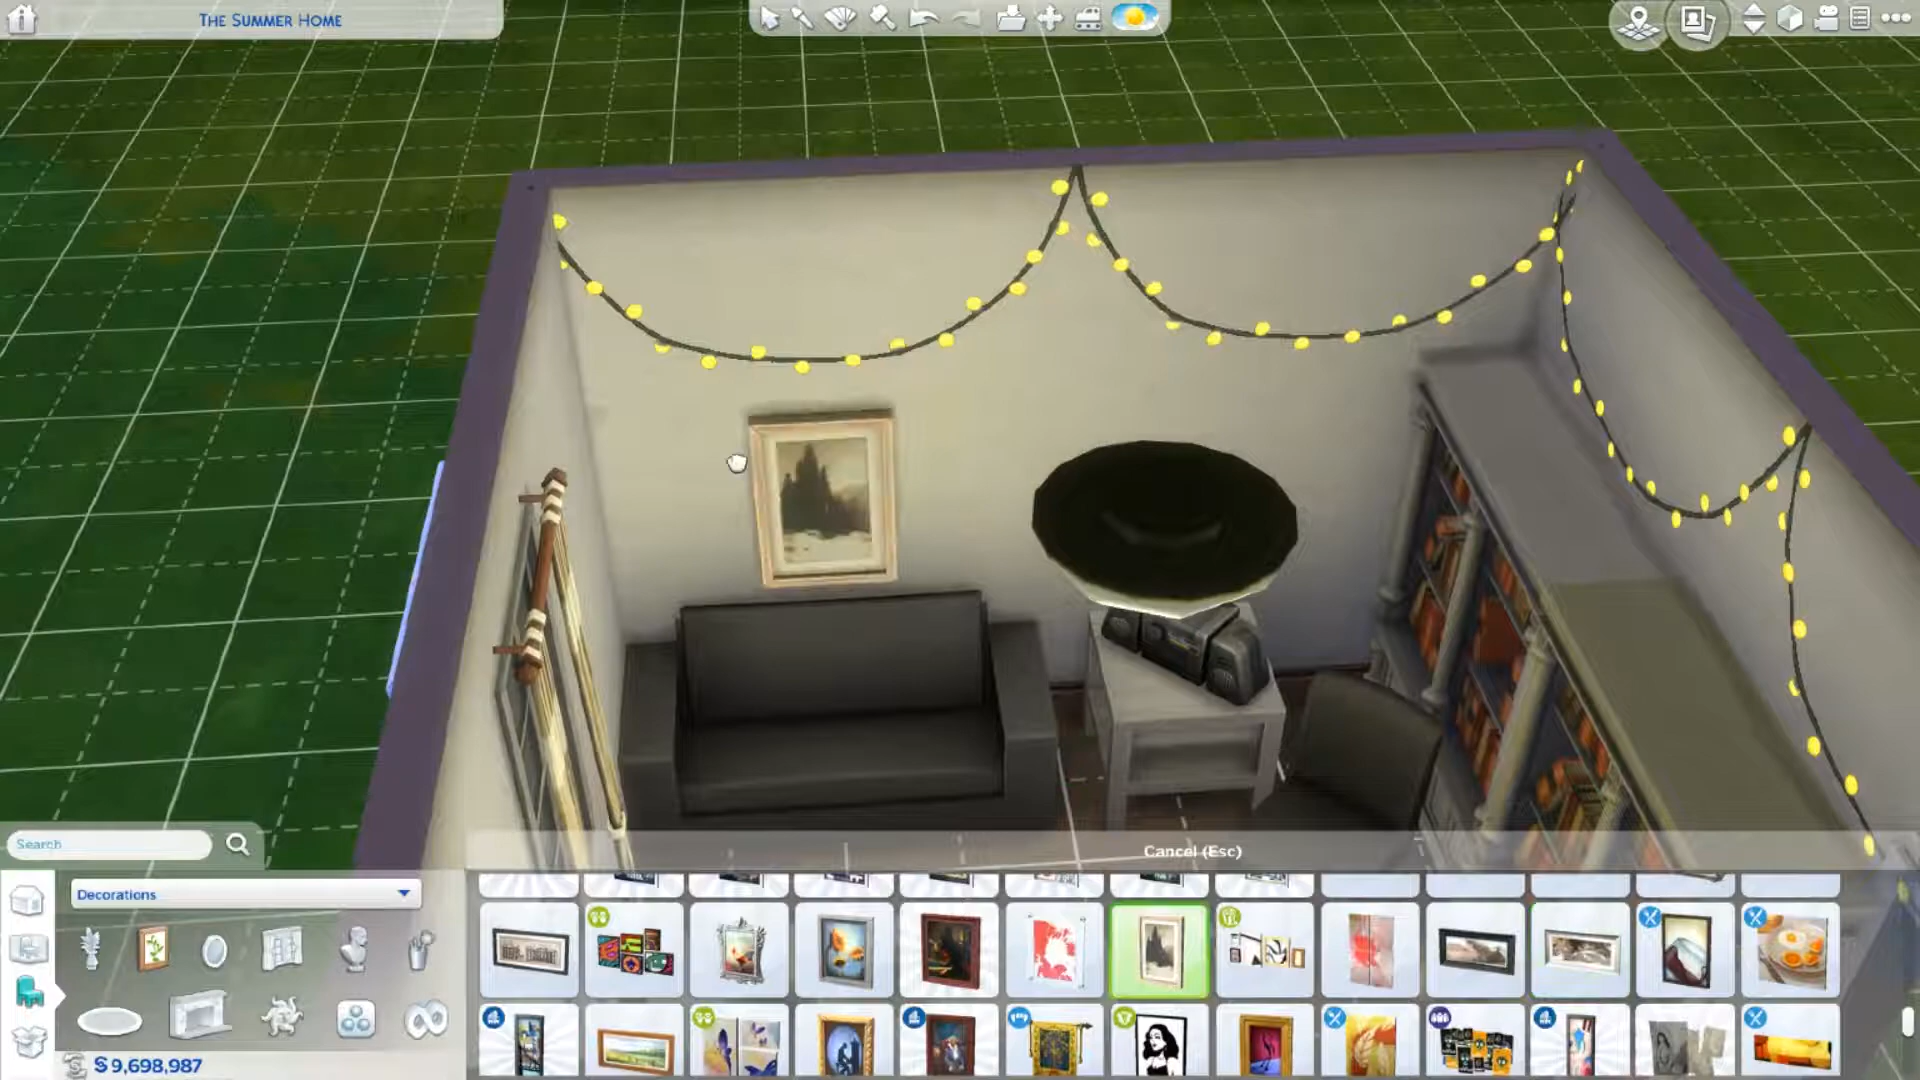 THE SUMMER HOME
Search
Cancel (Esc)
Decorations
§9,698,987